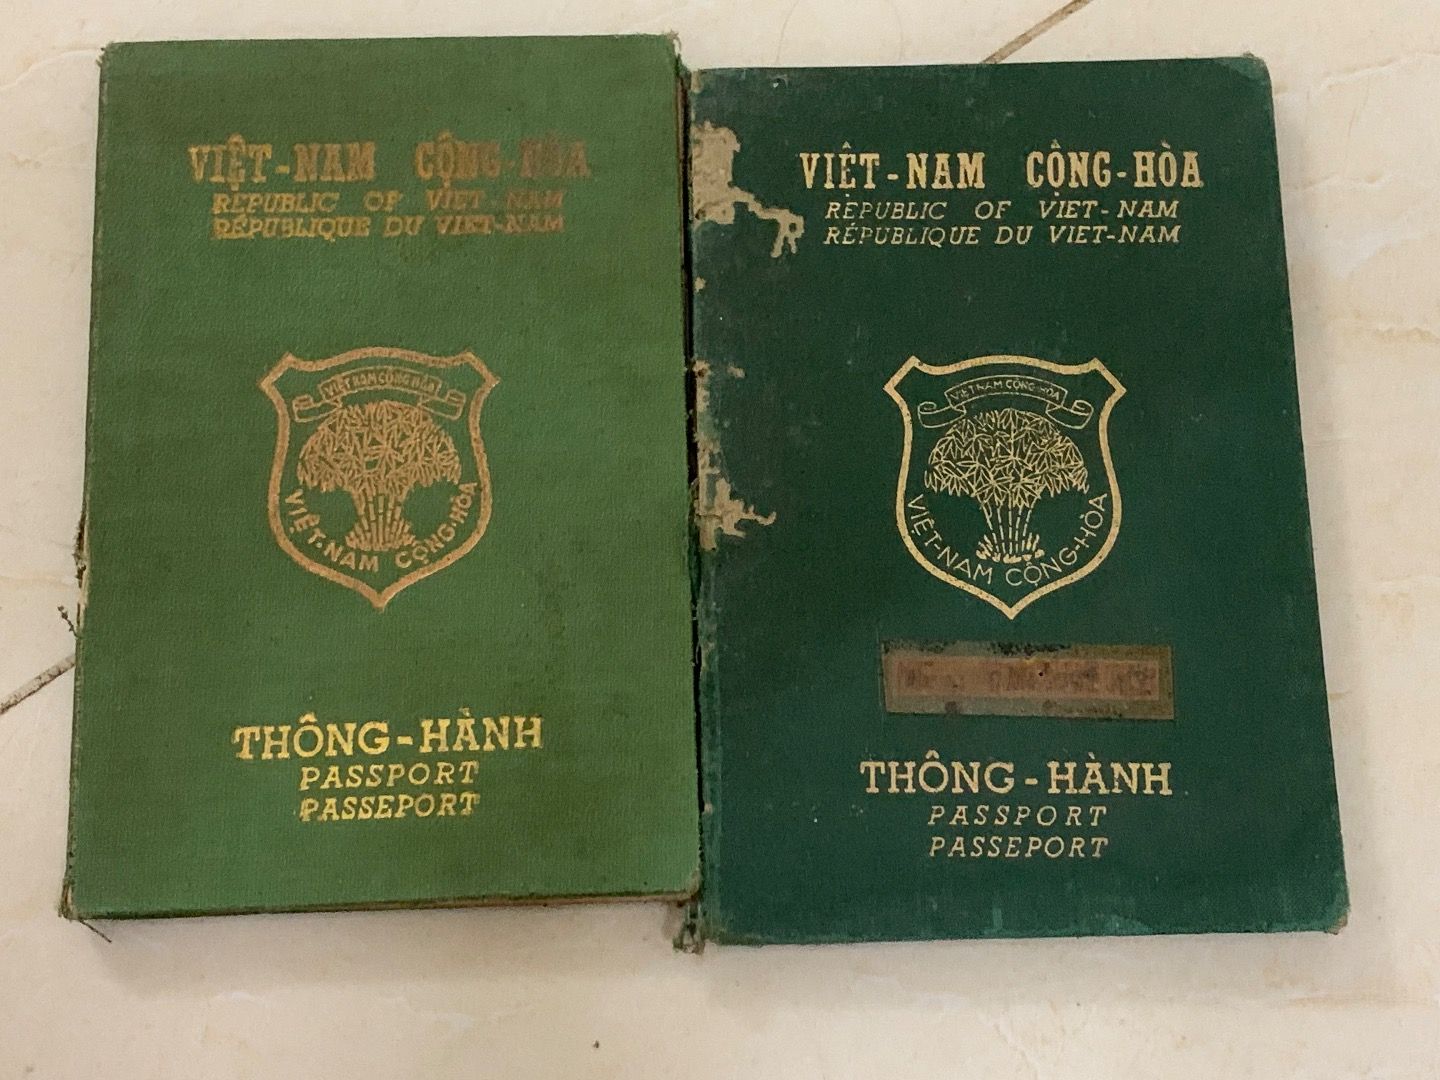 VIỆT-NAM CỘNG-HÒA
REPUBLIC OF VIET-NAM
RÉPUBLIQUE DU VIET-NAM
VIỆT NAM CỘNG HÒA
VIỆT-NAM CỘNG-HÒA
THÔNG-HÀNH
PASSPORT
PASSEPORT
VIỆT-NAM CỘNG-HÒA
REPUBLIC OF VIET-NAM
RÉPUBLIQUE DU VIET-NAM
VIỆT NAM CỘNG-HÒA
VIỆT-NAM CỘNG-HÒA
THÔNG-HÀNH
PASSPORT
PASSEPORT